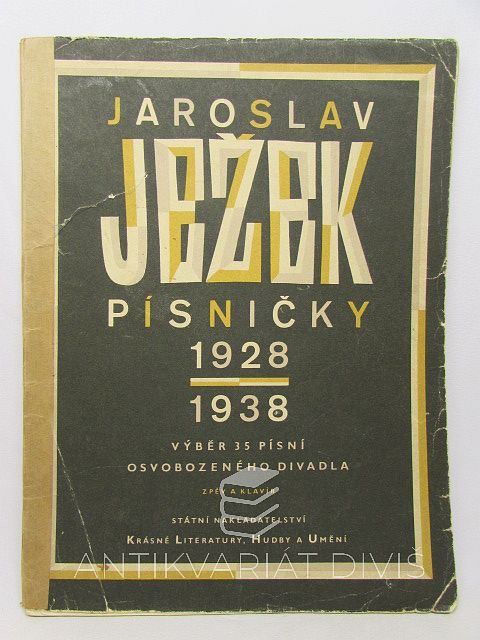 JAROSLAV
JEŽEK
PÍSNIČKY
1928
1938
VÝBĚR 35 PÍSNÍ
OSVOBOZENÉHO DIVADLA
ZPĚV A KLAVÍR
STÁTNÍ NAKLADATELSTVÍ
KRÁSNÉ LITERATURY, HUDBY A UMĚNÍ
ANTIKVARIÁT DIVIŠ